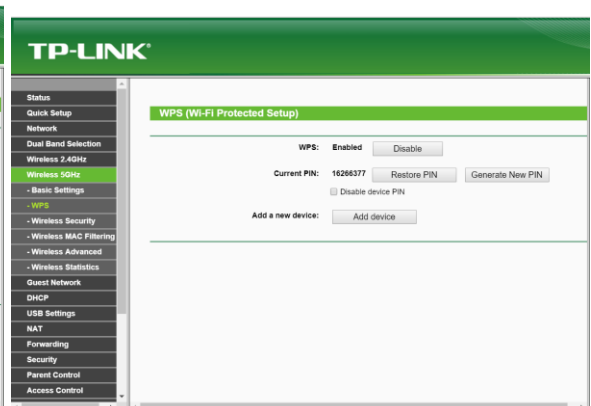 TP-LINK®
Status
Quick Setup
Network
Dual Band Selection
Wireless 2.4GHz
Wireless 5GHz
- Basic Settings
- WPS
- Wireless Security
- Wireless MAC Filtering
- Wireless Advanced
- Wireless Statistics
Guest Network
DHCP
USB Settings
NAT
Forwarding
Security
Parent Control
Access Control
WPS (Wi-Fi Protected Setup)
WPS: Enabled Disable
Current PIN: 16266377 Restore PIN Generate New PIN
Disable device PIN
Add a new device: Add device